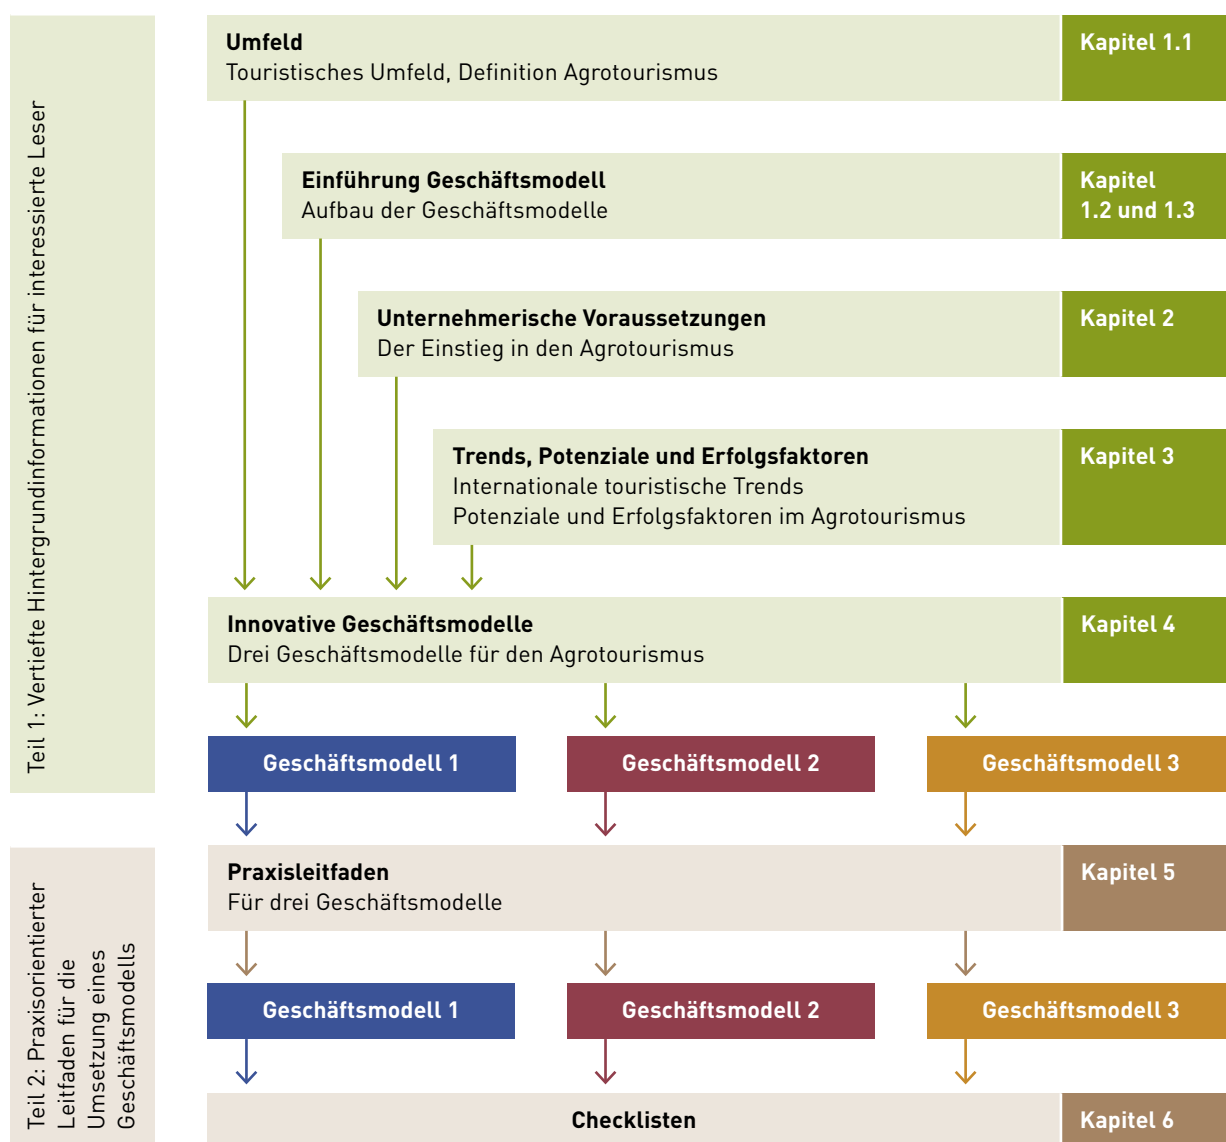 Teil 1: Vertiefte Hintergrundinformationen für interessierte Leser
Umfeld
Touristisches Umfeld, Definition Agrotourismus
Kapitel 1.1
Einführung Geschäftsmodell
Aufbau der Geschäftsmodelle
Kapitel
1.2 und 1.3
Unternehmerische Voraussetzungen
Der Einstieg in den Agrotourismus
Kapitel 2
Trends, Potenziale und Erfolgsfaktoren
Internationale touristische Trends
Potenziale und Erfolgsfaktoren im Agrotourismus
Kapitel 3
Innovative Geschäftsmodelle
Drei Geschäftsmodelle für den Agrotourismus
Kapitel 4
Geschäftsmodell 1
Geschäftsmodell 2
Geschäftsmodell 3
Teil 2: Praxisorientierter
Leitfaden für die
Umsetzung eines
Geschäftsmodells
Praxisleitfaden
Für drei Geschäftsmodelle
Kapitel 5
Geschäftsmodell 1
Geschäftsmodell 2
Geschäftsmodell 3
Checklisten
Kapitel 6